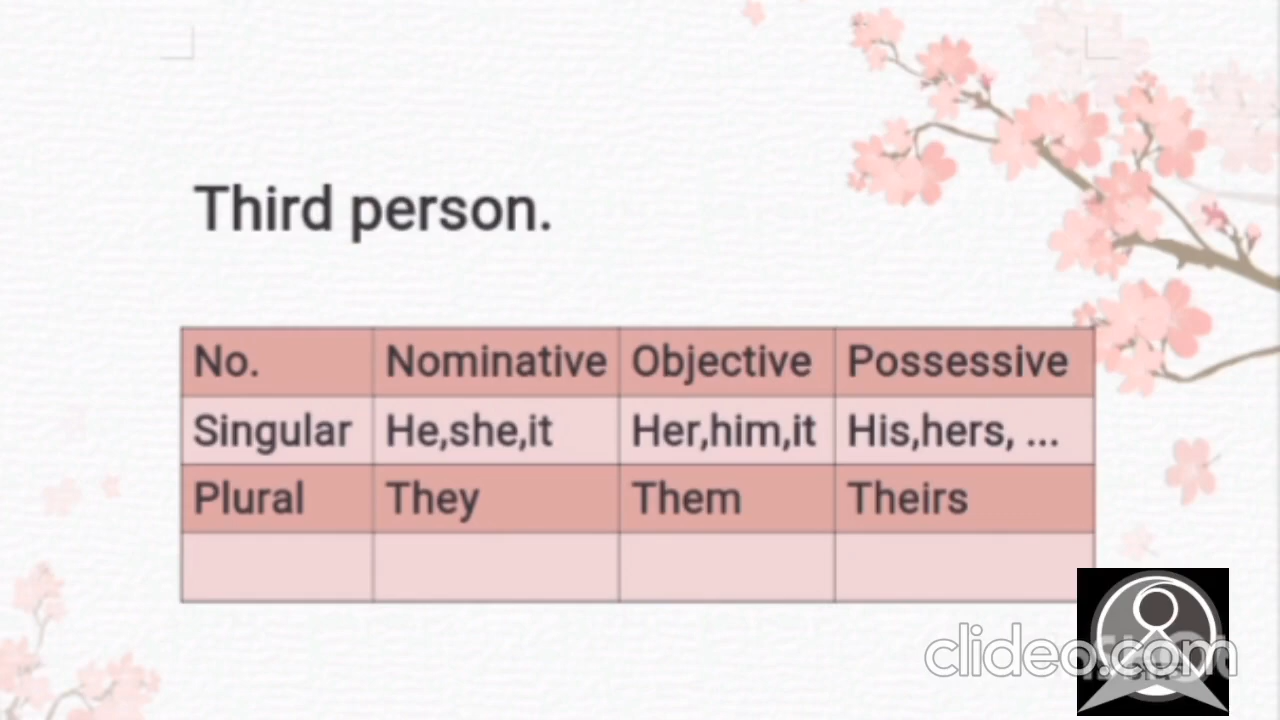 Third person.
No. Nominative Objective Possessive
Singular He,she,it Her,him,it His,hers, ...
Plural They Them Theirs
clideo.com